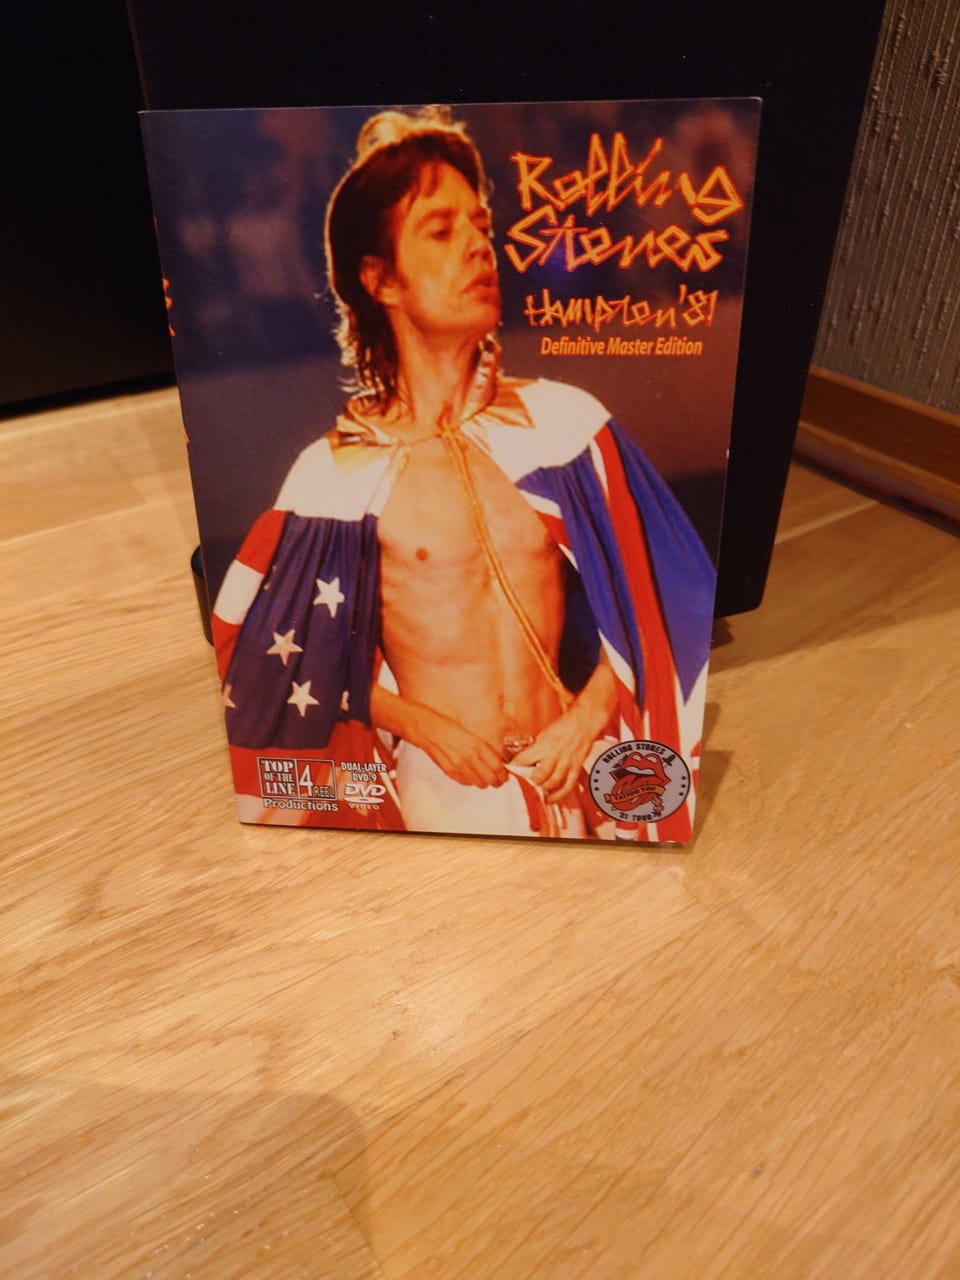 Rolling
Stones
Hampton '81
Definitive Master Edition
TOP
OF THE
LINE
4
REEL
Productions
DUAL-LAYER
DVD-9
DVD
VIDEO
ROLLING STONES
TATTOO YOU
'81 TOUR